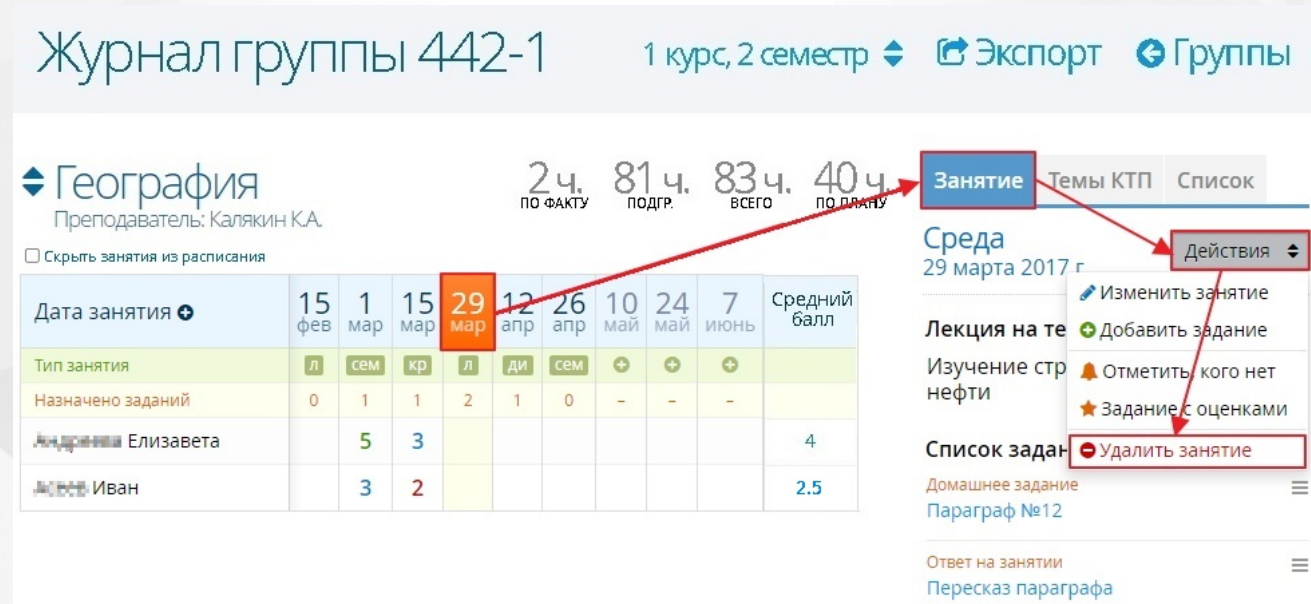 Журнал группы 442-1
1 курс, 2 семестр
Экспорт
Группы
География
Преподаватель: Калякин К.А.
2 ч. 81 ч. 83 ч. 40 ч.
ПО ФАКТУ ПОДГР. ВСЕГО ПО ПЛАНУ
Скрыть занятия из расписания
Дата занятия 15 фев 1 мар 15 мар 29 мар 12 апр 26 апр 10 май 24 май 7 июнь Средний балл
Тип занятия л сем кр л ди сем
Назначено заданий 0 1 1 2 1 0 – – –
Елизавета 5 3 4
Иван 3 2 2.5
Занятие Темы КТП Список
Среда
29 марта 2017 г
Действия
Изменить занятие
Добавить задание
Отметить, кого нет
Задание с оценками
Удалить занятие
Лекция на те
Изучение стр
нефти
Список задан
Домашнее задание
Параграф №12
Ответ на занятии
Пересказ параграфа